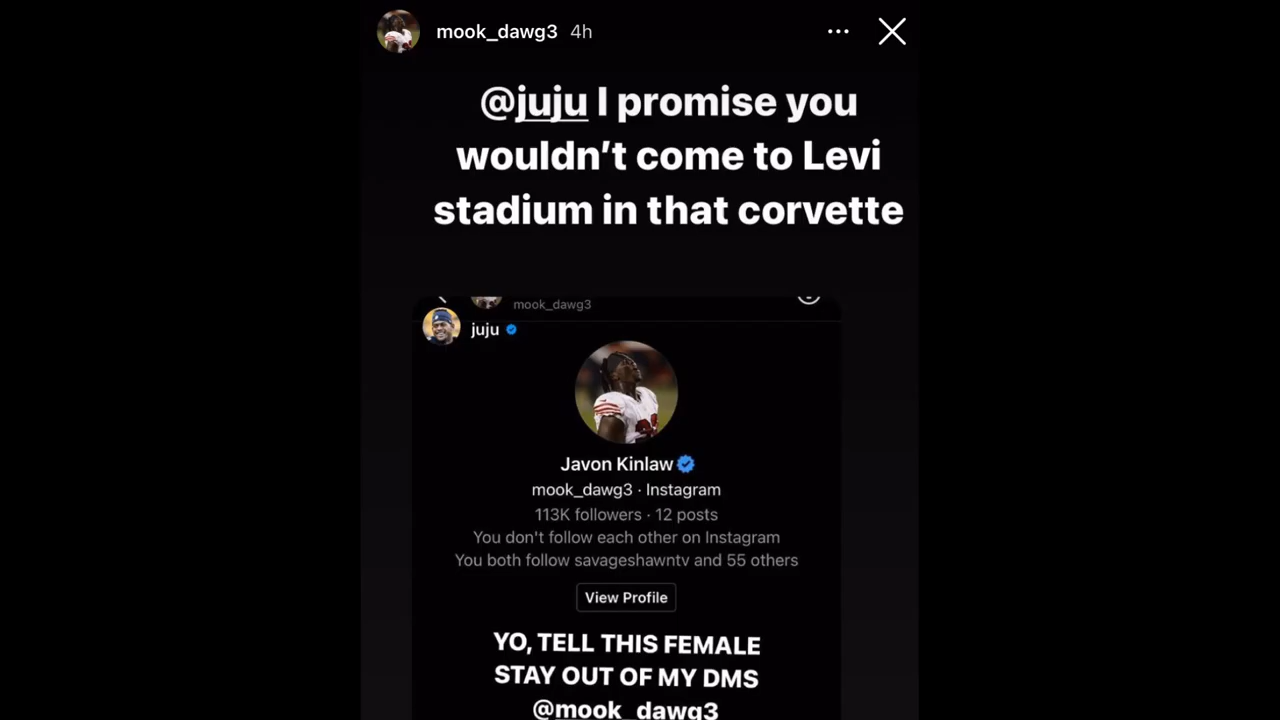 mook_dawg3 4h
@juju I promise you
wouldn't come to Levi
stadium in that corvette
mook_dawg3
juju
Javon Kinlaw
mook_dawg3 · Instagram
113K followers · 12 posts
You don't follow each other on Instagram
You both follow savageshawntv and 55 others
View Profile
YO, TELL THIS FEMALE
STAY OUT OF MY DMS
@mook_dawg3